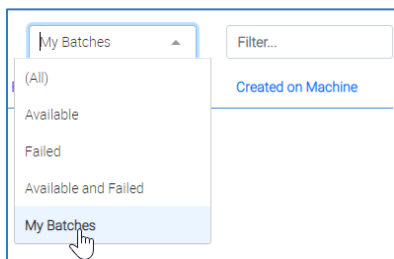 My Batches
Filter...
(All)
Created on Machine
Available
Failed
Available and Failed
My Batches